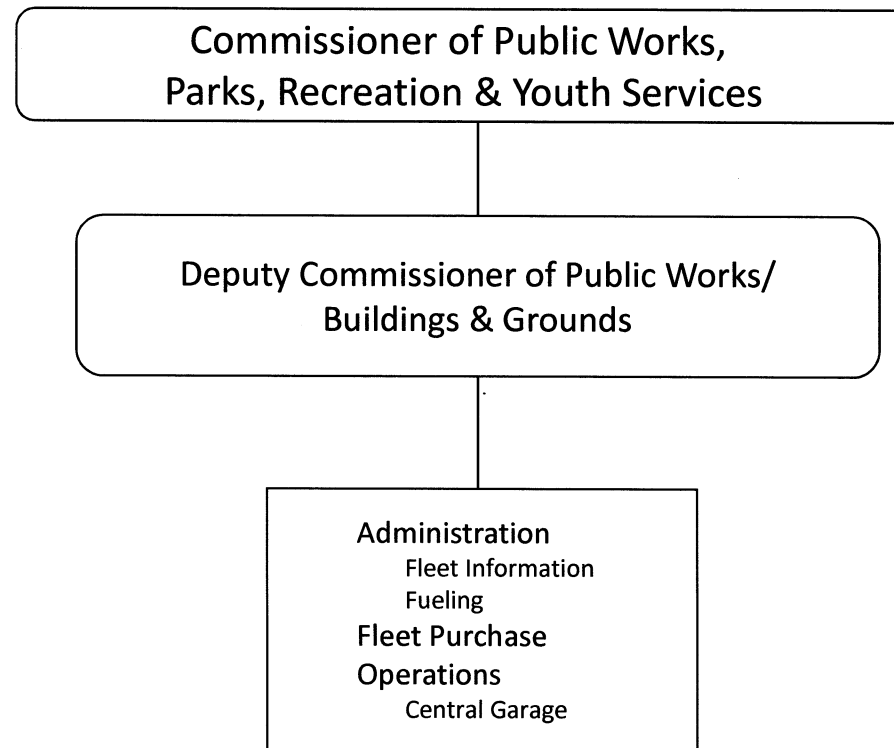 Commissioner of Public Works,
Parks, Recreation & Youth Services
Deputy Commissioner of Public Works/
Buildings & Grounds
Administration
Fleet Information
Fueling
Fleet Purchase
Operations
Central Garage